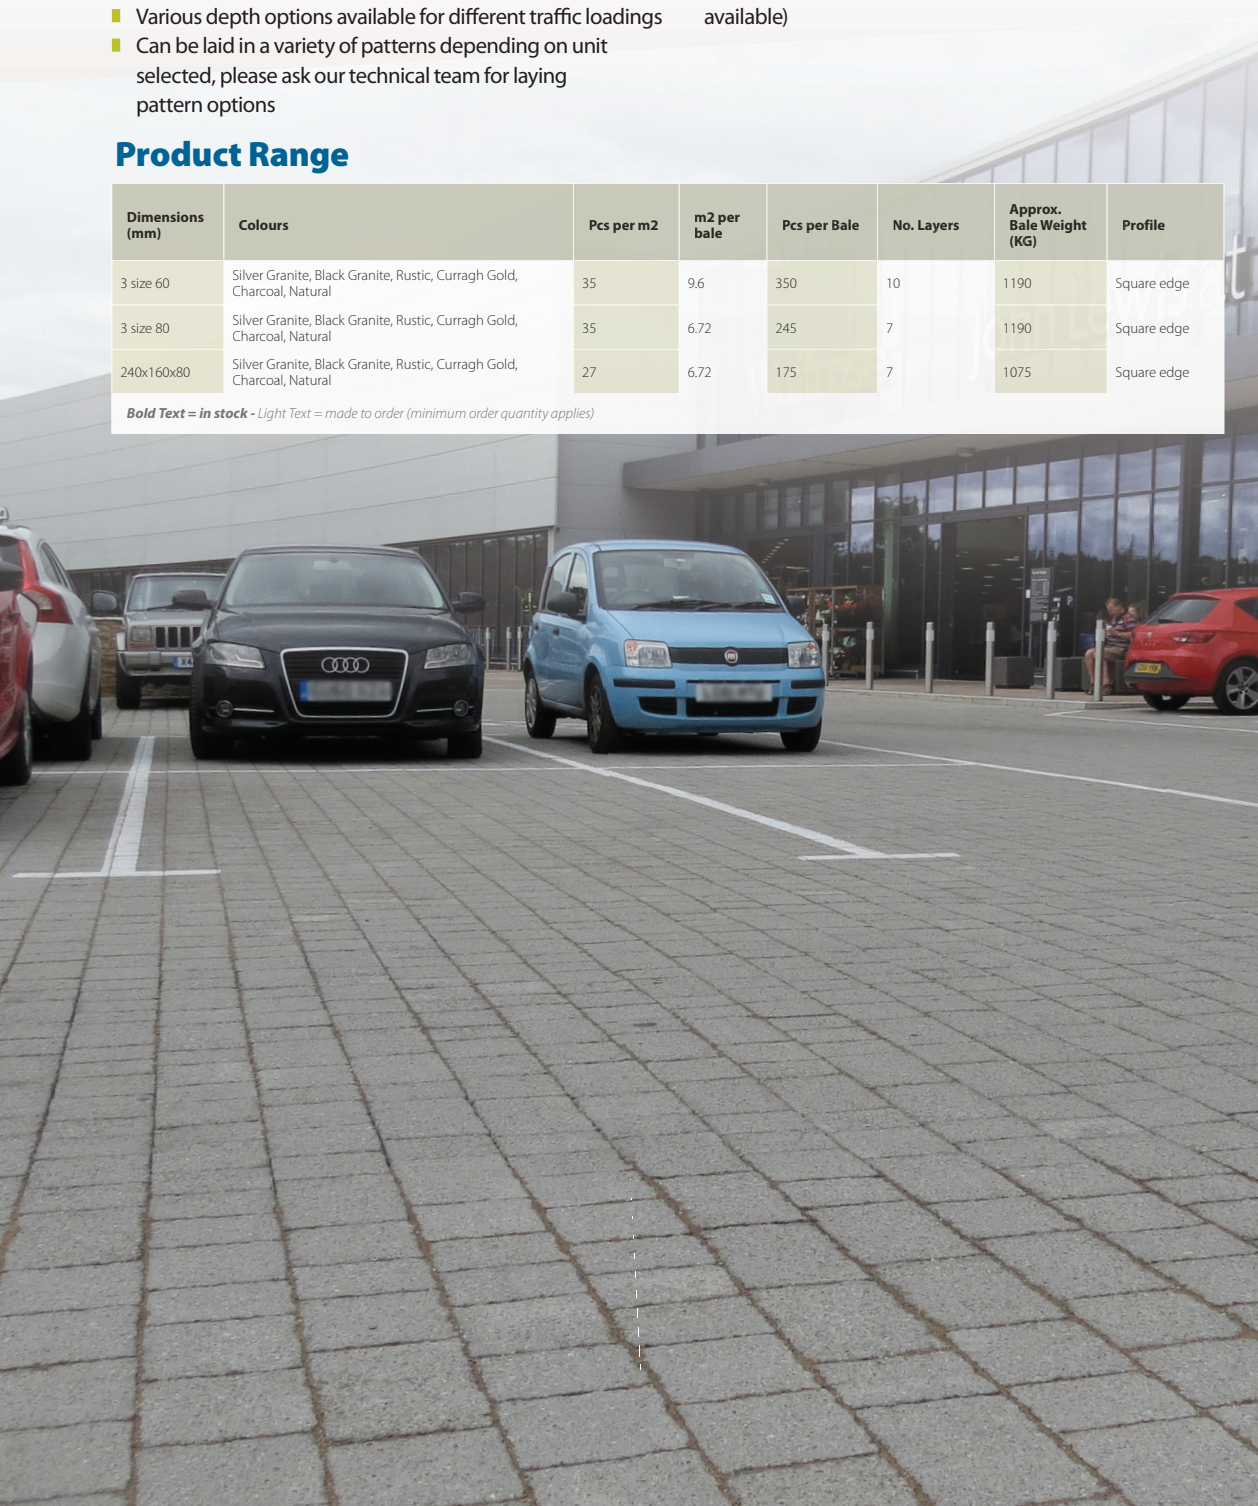 Various depth options available for different traffic loadings
Can be laid in a variety of patterns depending on unit
selected, please ask our technical team for laying
pattern options
available)
Product Range
Dimensions (mm) Colours Pcs per m2 m2 per bale Pcs per Bale No. Layers Approx. Bale Weight (KG) Profile
3 size 60 Silver Granite, Black Granite, Rustic, Curragh Gold, Charcoal, Natural 35 9.6 350 10 1190 Square edge
3 size 80 Silver Granite, Black Granite, Rustic, Curragh Gold, Charcoal, Natural 35 6.72 245 7 1190 Square edge
240x160x80 Silver Granite, Black Granite, Rustic, Curragh Gold, Charcoal, Natural 27 6.72 175 7 1075 Square edge
Bold Text = in stock - Light Text = made to order (minimum order quantity applies)
John Lewis at